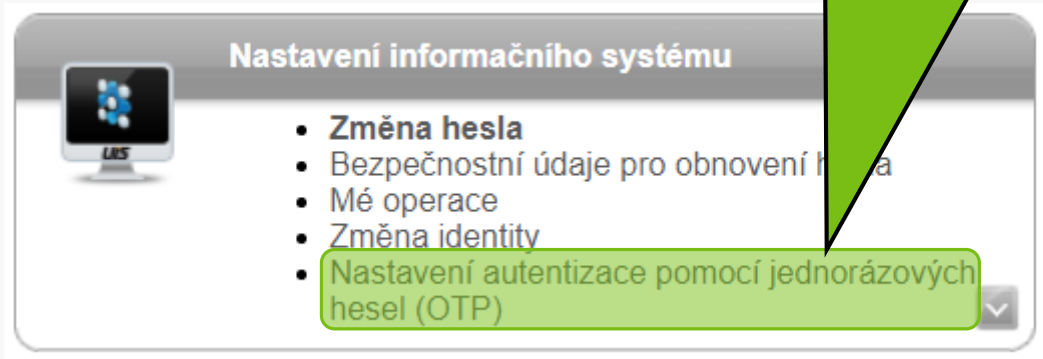 Nastavení informačního systému
UIS
Změna hesla
Bezpečnostní údaje pro obnovení h a
Mé operace
Změna identity
Nastavení autentizace pomocí jednorázových
hesel (OTP)